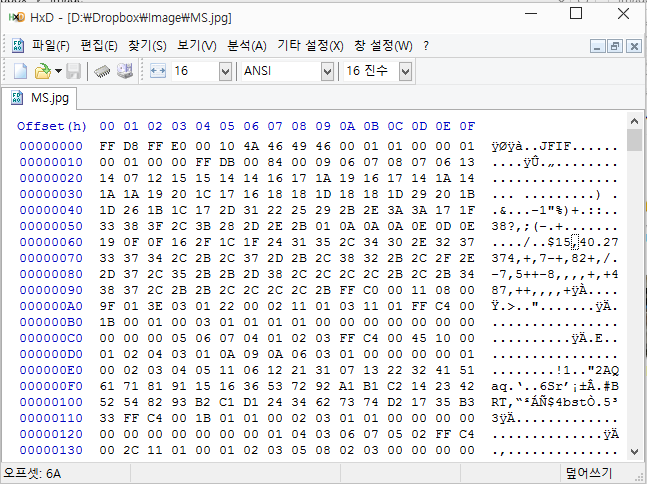 HxD - [D:₩Dropbox₩Image₩MS.jpg]
파일(F) 편집(E) 찾기(S) 보기(V) 분석(A) 기타 설정(X) 창 설정(W) ?
16 ANSI 16 진수
MS.jpg
Offset(h) 00 01 02 03 04 05 06 07 08 09 0A 0B 0C 0D 0E 0F
00000000 FF D8 FF E0 00 10 4A 46 49 46 00 01 01 00 00 01 ÿØÿà..JFIF......
00000010 00 01 00 00 FF DB 00 84 00 09 06 07 08 07 06 13 ....ÿÛ.„........
00000020 14 07 12 15 15 14 14 16 17 1A 19 16 17 14 1A 14 ................
00000030 1A 1A 19 20 1C 17 16 18 18 1D 18 18 1D 29 20 1B ... .........) .
00000040 1D 26 1B 1C 17 2D 31 22 25 29 2B 2E 3A 3A 17 1F .&...-1"%)+.::..
00000050 33 38 3F 2C 3B 28 2D 2E 2B 01 0A 0A 0A 0E 0D 0E 38?,;(-.+.......
00000060 19 0F 0F 16 2F 1C 1F 24 31 35 2C 34 30 2E 32 37 ..../..$15,40.27
00000070 33 37 34 2C 2B 2C 37 2D 2B 2C 38 32 2B 2C 2F 2E 374,+,7-+,82+,/.
00000080 2D 37 2C 35 2B 2B 2D 38 2C 2C 2C 2C 2B 2C 2B 34 -7,5++-8,,,,+,+4
00000090 38 37 2C 2B 2B 2C 2C 2C 2C 2B FF C0 00 11 08 00 87,++,,,,+ÿÀ....
000000A0 9F 01 3E 03 01 22 00 02 11 01 03 11 01 FF C4 00 Ÿ.>..".......ÿÄ.
000000B0 1B 00 01 00 03 01 01 01 01 00 00 00 00 00 00 00 ................
000000C0 00 00 00 05 06 07 04 01 02 03 FF C4 00 45 10 00 ..........ÿÄ.E..
000000D0 01 02 04 03 01 0A 09 0A 06 03 01 00 00 00 00 01 ................
000000E0 00 02 03 04 05 11 06 12 21 31 07 13 22 32 41 51 ........!1.."2AQ
000000F0 61 71 81 91 15 16 36 53 72 92 A1 B1 C2 14 23 42 aq.‘..6Sr’¡±Â.#B
00000100 52 54 82 93 B2 C1 D1 24 34 62 73 74 D2 17 35 B3 RT‚“²ÁÑ$4bstÒ.5³
00000110 33 FF C4 00 1B 01 01 00 02 03 01 01 00 00 00 00 3ÿÄ.............
00000120 00 00 00 00 00 00 01 04 03 06 07 05 02 FF C4 .............ÿÄ
00000130 00 2C 11 01 00 01 02 03 05 08 02 03 00 00 00 00 .,..............
오프셋: 6A 덮어쓰기